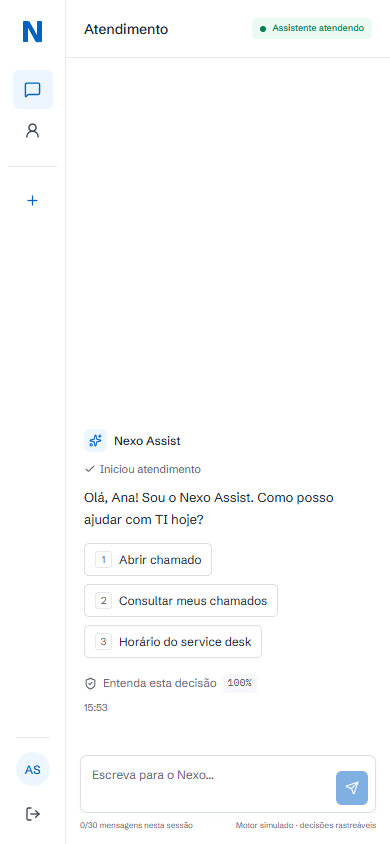 N
Atendimento
Assistente atendendo
Nexo Assist
Iniciou atendimento
Olá, Ana! Sou o Nexo Assist. Como posso
ajudar com TI hoje?
1 Abrir chamado
2 Consultar meus chamados
3 Horário do service desk
Entenda esta decisão 100%
15:53
AS
Escreva para o Nexo...
0/30 mensagens nesta sessão
Motor simulado · decisões rastreáveis